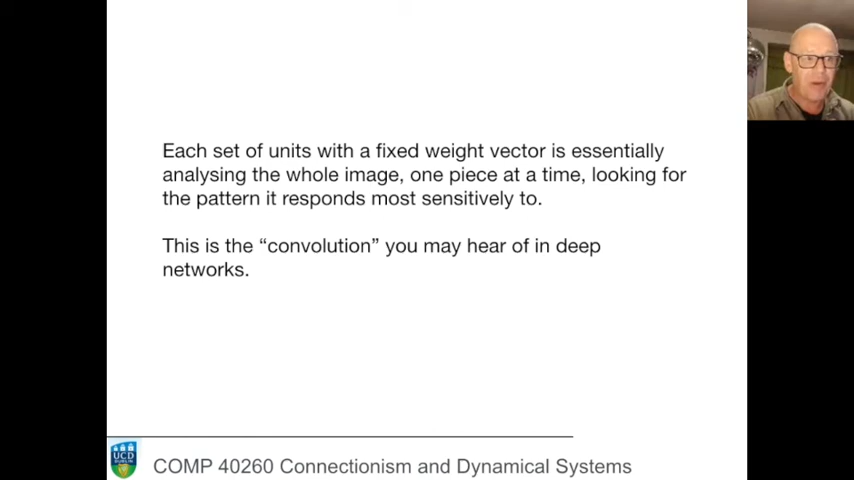 Each set of units with a fixed weight vector is essentially
analysing the whole image, one piece at a time, looking for
the pattern it responds most sensitively to.
This is the “convolution” you may hear of in deep
networks.
UCD
DUBLIN
COMP 40260 Connectionism and Dynamical Systems